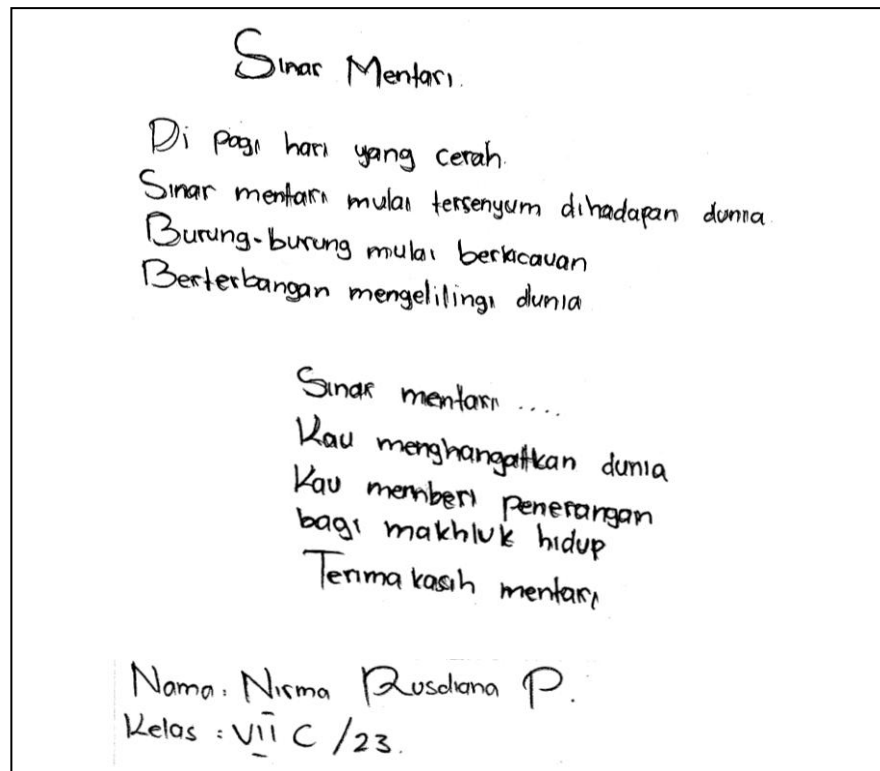 Sinar Mentari.
Di pagi hari yang cerah.
Sinar mentari mulai tersenyum dihadapan dunia.
Burung-burung mulai berkicauan
Berterbangan mengelilingi dunia
Sinar mentari ....
Kau menghangatkan dunia
Kau memberi penerangan
bagi makhluk hidup
Terima kasih mentari
Nama : Nirma Rusdiana P.
Kelas : VII C /23.